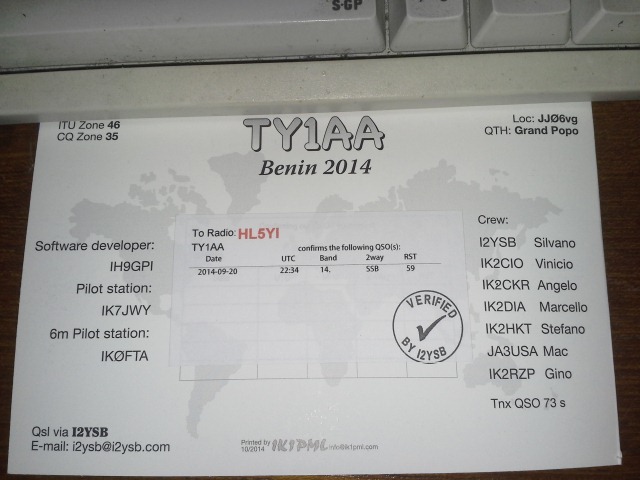 S-GP
ITU Zone 46
CQ Zone 35
TY1AA
Benin 2014
Loc: JJØ6vg
QTH: Grand Popo
Software developer:
IH9GPI
Pilot station:
IK7JWY
6m Pilot station:
IKØFTA
To Radio: HL5YI
TY1AA confirms the following QSO(s):
Date UTC Band 2way RST
2014-09-20 22:34 14. SSB 59
VERIFIED
BY I2YSB
Crew:
I2YSB Silvano
IK2CIO Vinicio
IK2CKR Angelo
IK2DIA Marcello
IK2HKT Stefano
JA3USA Mac
IK2RZP Gino
Tnx QSO 73 s
Qsl via I2YSB
E-mail: i2ysb@i2ysb.com
Printed by
10/2014 IK1PML info@ik1pml.com